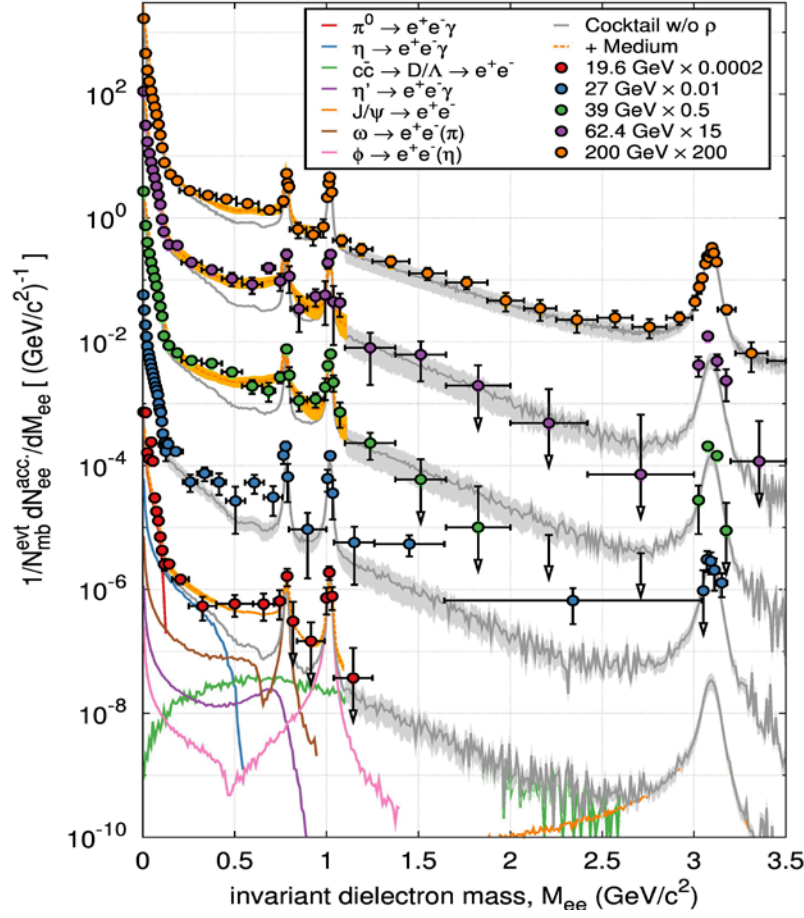 π⁰ → e⁺e⁻γ
η → e⁺e⁻γ
cc̄ → D/Λ → e⁺e⁻
η' → e⁺e⁻γ
J/ψ → e⁺e⁻
ω → e⁺e⁻(π)
φ → e⁺e⁻(η)
Cocktail w/o ρ
+ Medium
19.6 GeV × 0.0002
27 GeV × 0.01
39 GeV × 0.5
62.4 GeV × 15
200 GeV × 200
1/N_mb^evt dN_ee^acc./dM_ee [ (GeV/c²)⁻¹ ]
10²
10⁰
10⁻²
10⁻⁴
10⁻⁶
10⁻⁸
10⁻¹⁰
0 0.5 1 1.5 2 2.5 3 3.5
invariant dielectron mass, M_ee (GeV/c²)